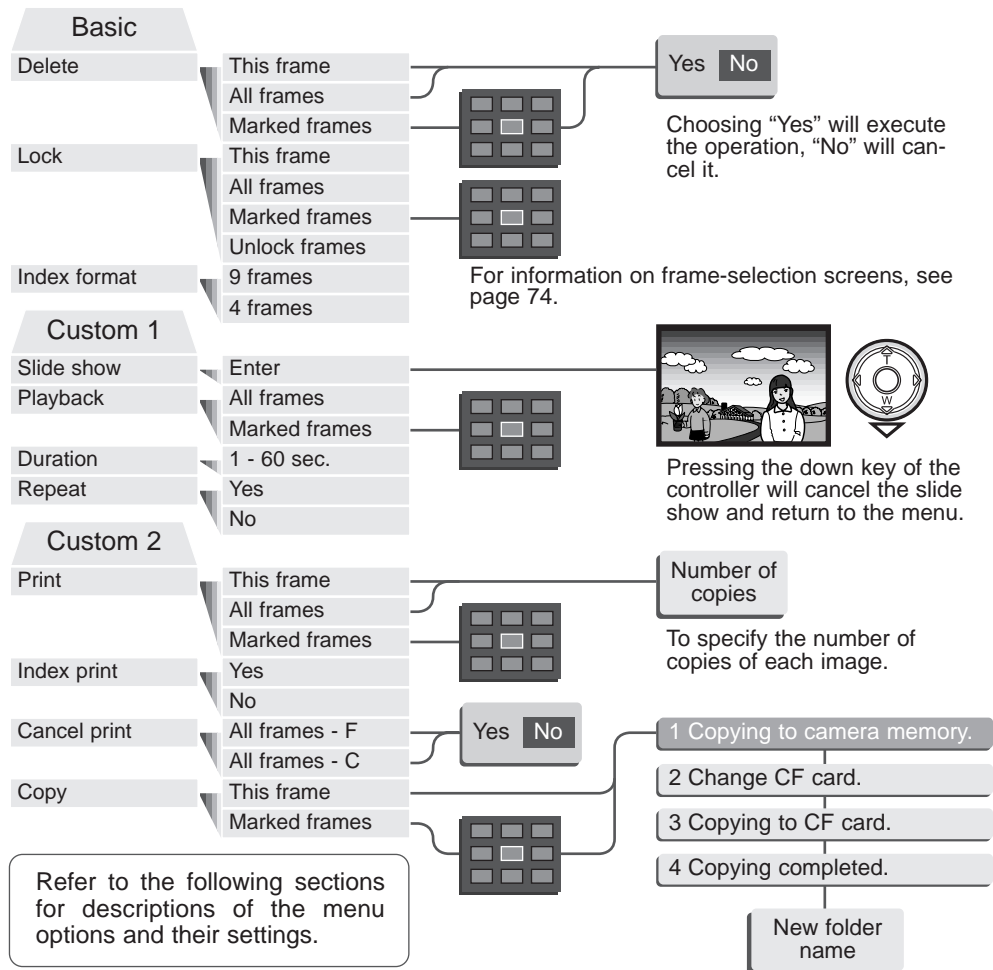 Basic
Delete
This frame
All frames
Marked frames
Yes No
Choosing “Yes” will execute
the operation, “No” will can-
cel it.
Lock
This frame
All frames
Marked frames
Unlock frames
Index format
9 frames
4 frames
For information on frame-selection screens, see
page 74.
Custom 1
Slide show
Enter
Playback
All frames
Marked frames
Duration
1 - 60 sec.
Repeat
Yes
No
T
W
Pressing the down key of the
controller will cancel the slide
show and return to the menu.
Custom 2
Print
This frame
All frames
Marked frames
Number of
copies
To specify the number of
copies of each image.
Index print
Yes
No
Cancel print
All frames - F
All frames - C
Yes No
Copy
This frame
Marked frames
1 Copying to camera memory.
2 Change CF card.
3 Copying to CF card.
4 Copying completed.
New folder
name
Refer to the following sections
for descriptions of the menu
options and their settings.